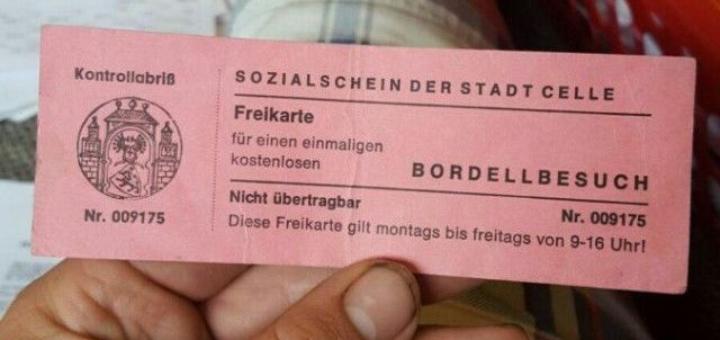 Kontrollabriß
Nr. 009175
SOZIALSCHEIN DER STADT CELLE
Freikarte
für einen einmaligen
kostenlosen
BORDELLBESUCH
Nicht übertragbar
Nr. 009175
Diese Freikarte gilt montags bis freitags von 9-16 Uhr!